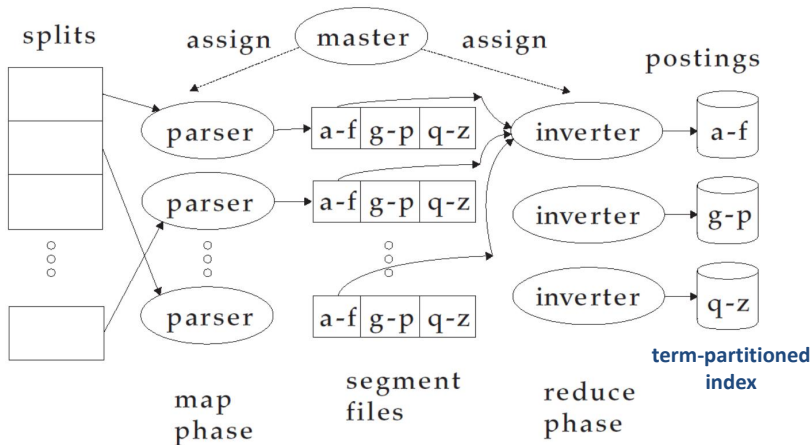 splits
assign
master
assign
postings
parser
a-f g-p q-z
inverter
a-f
parser
a-f g-p q-z
inverter
g-p
parser
a-f g-p q-z
inverter
q-z
term-partitioned
index
map
phase
segment
files
reduce
phase